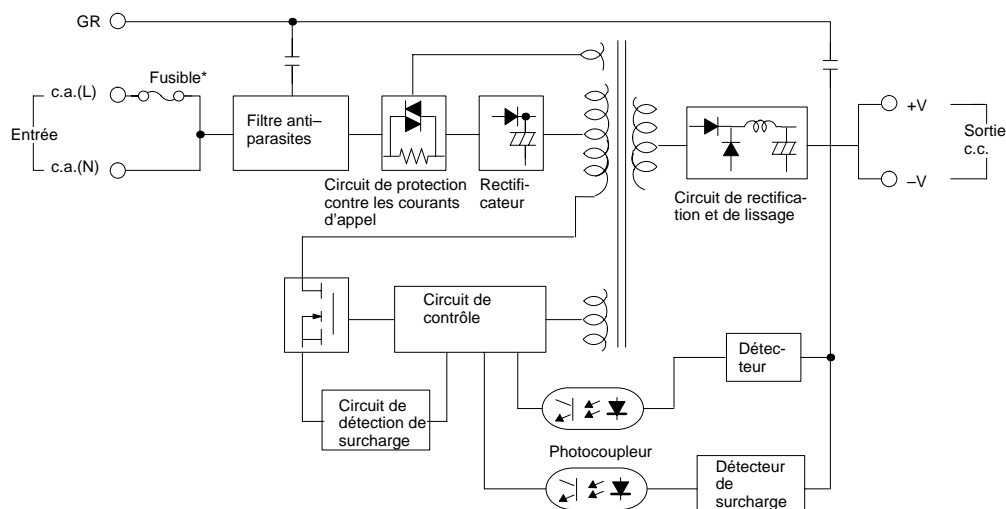 GR
Fusible*
c.a.(L)
Entrée
c.a.(N)
Filtre anti–
parasites
Circuit de protection
contre les courants
d'appel
Rectifi-
cateur
Circuit de rectifica-
tion et de lissage
+V
Sortie
c.c.
–V
Circuit de
contrôle
Détec-
teur
Circuit de
détection de
surcharge
Photocoupleur
Détecteur
de
surcharge